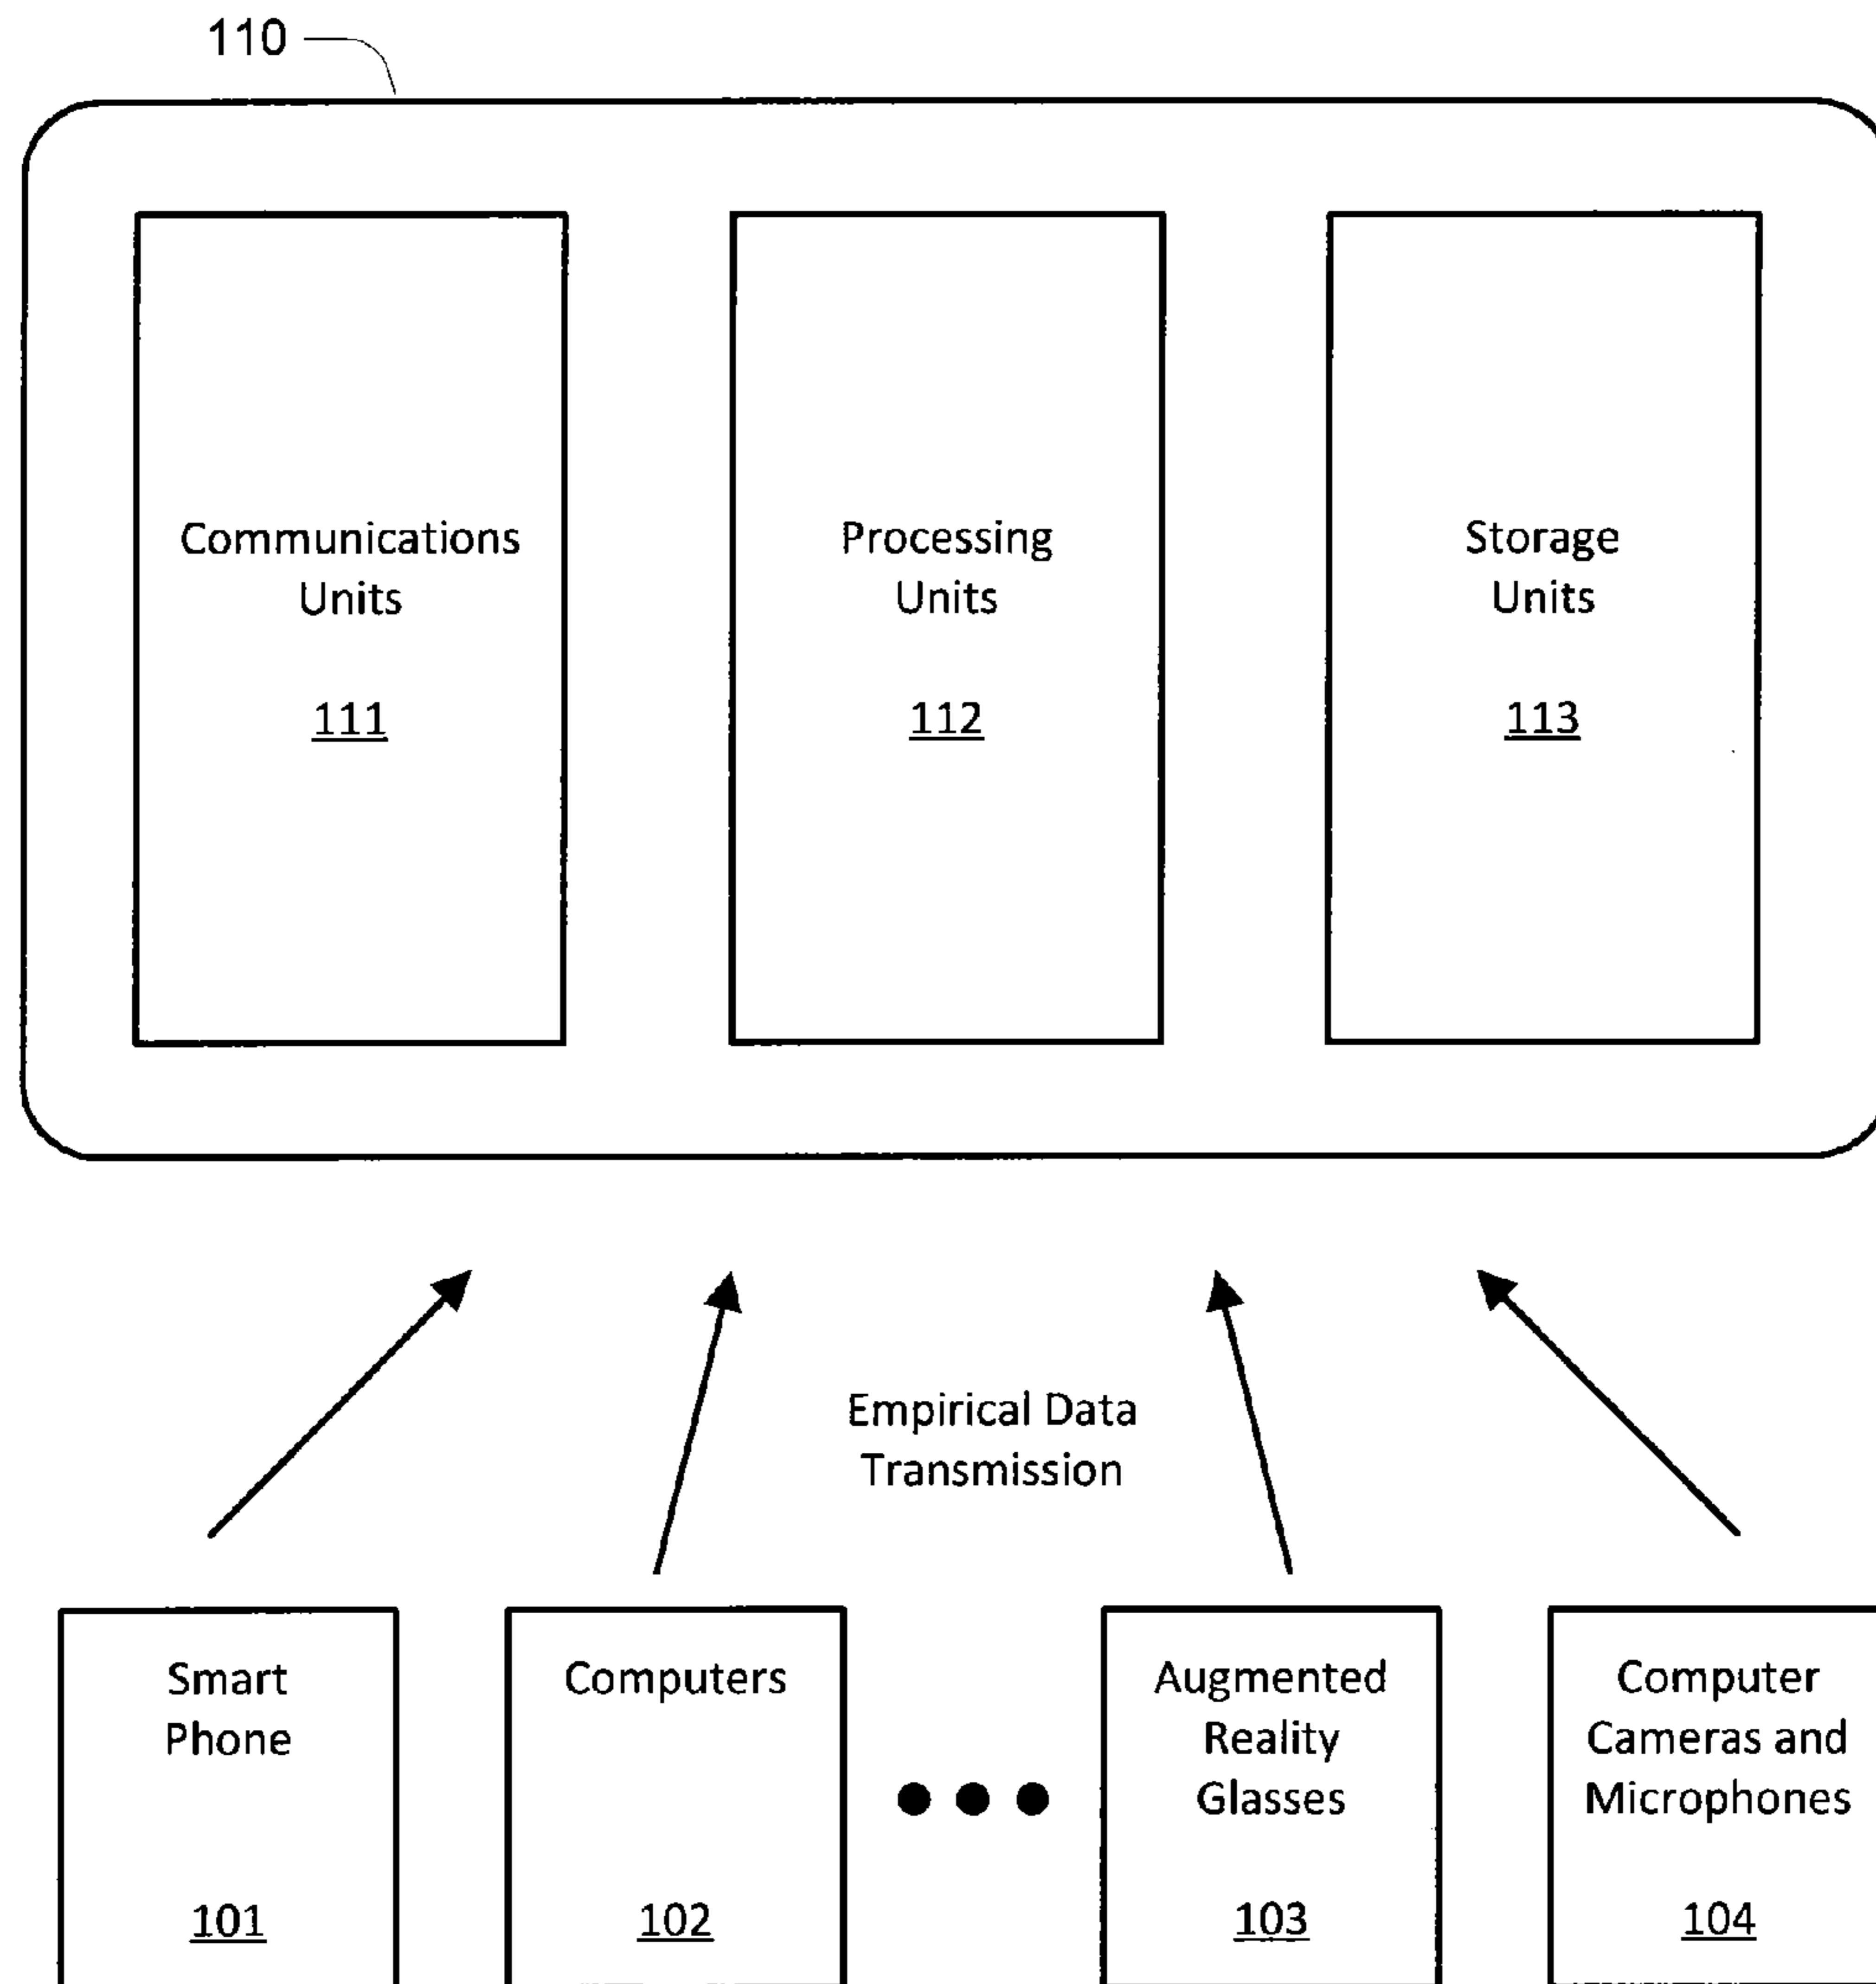 110
Communications
Units
111
Processing
Units
112
Storage
Units
113
Empirical Data
Transmission
Smart
Phone
101
Computers
102
Augmented
Reality
Glasses
103
Computer
Cameras and
Microphones
104